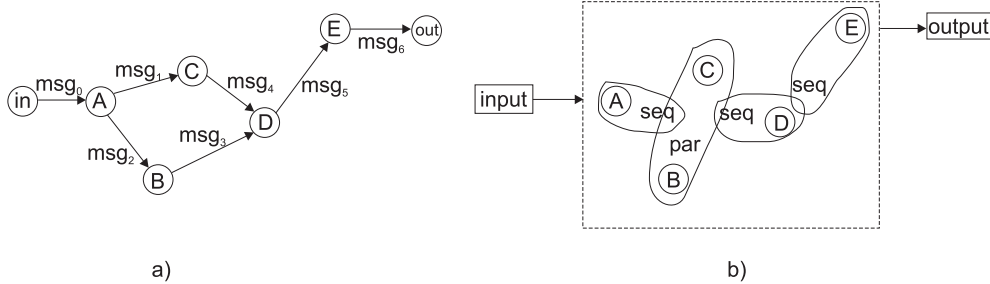 in
msg0
A
msg1
C
msg4
msg2
B
msg3
D
msg5
E
msg6
out
a)
input
A
seq
C
par
B
seq
D
seq
E
output
b)